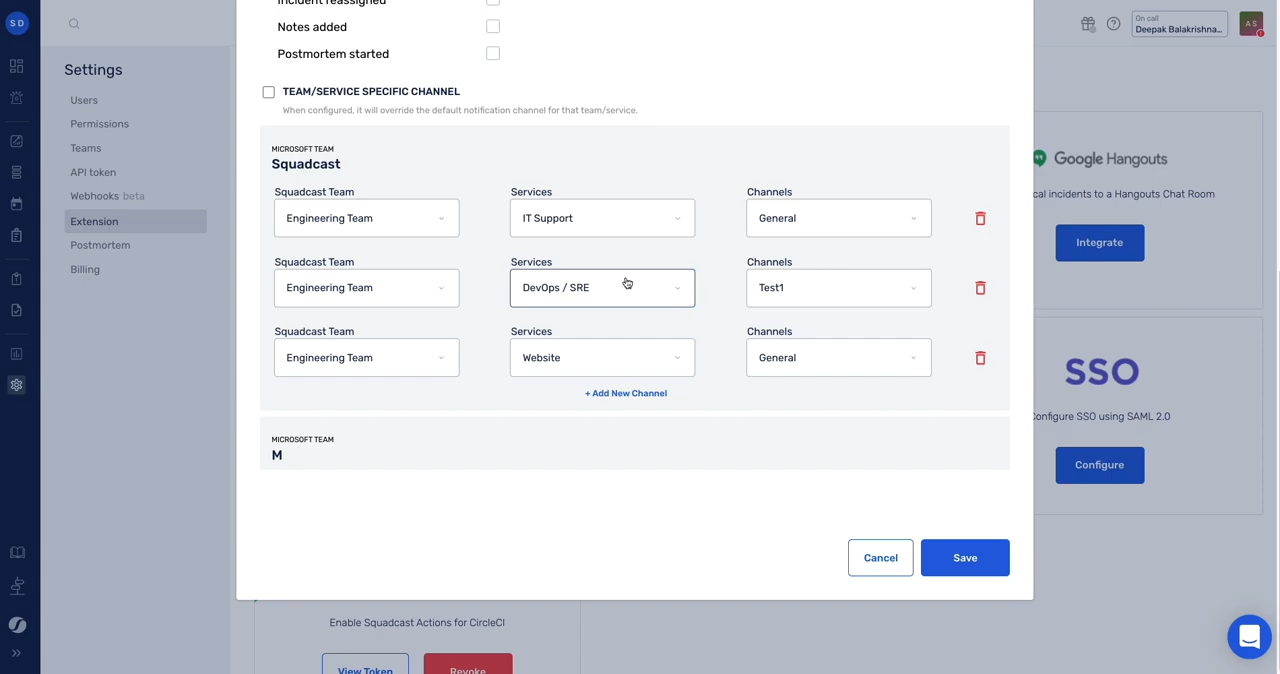 S D
On call
Deepak Balakrishna...
AS
Settings
Users
Permissions
Teams
API token
Webhooks beta
Extension
Postmortem
Billing
Incident reassigned
Notes added
Postmortem started
TEAM/SERVICE SPECIFIC CHANNEL
When configured, it will override the default notification channel for that team/service.
MICROSOFT TEAM
Squadcast
Squadcast Team
Services
Channels
Engineering Team
IT Support
General
Squadcast Team
Services
Channels
Engineering Team
DevOps / SRE
Test1
Squadcast Team
Services
Channels
Engineering Team
Website
General
+ Add New Channel
MICROSOFT TEAM
M
Cancel
Save
Google Hangouts
cal incidents to a Hangouts Chat Room
Integrate
SSO
Configure SSO using SAML 2.0
Configure
Enable Squadcast Actions for CircleCI
View Token
Revoke